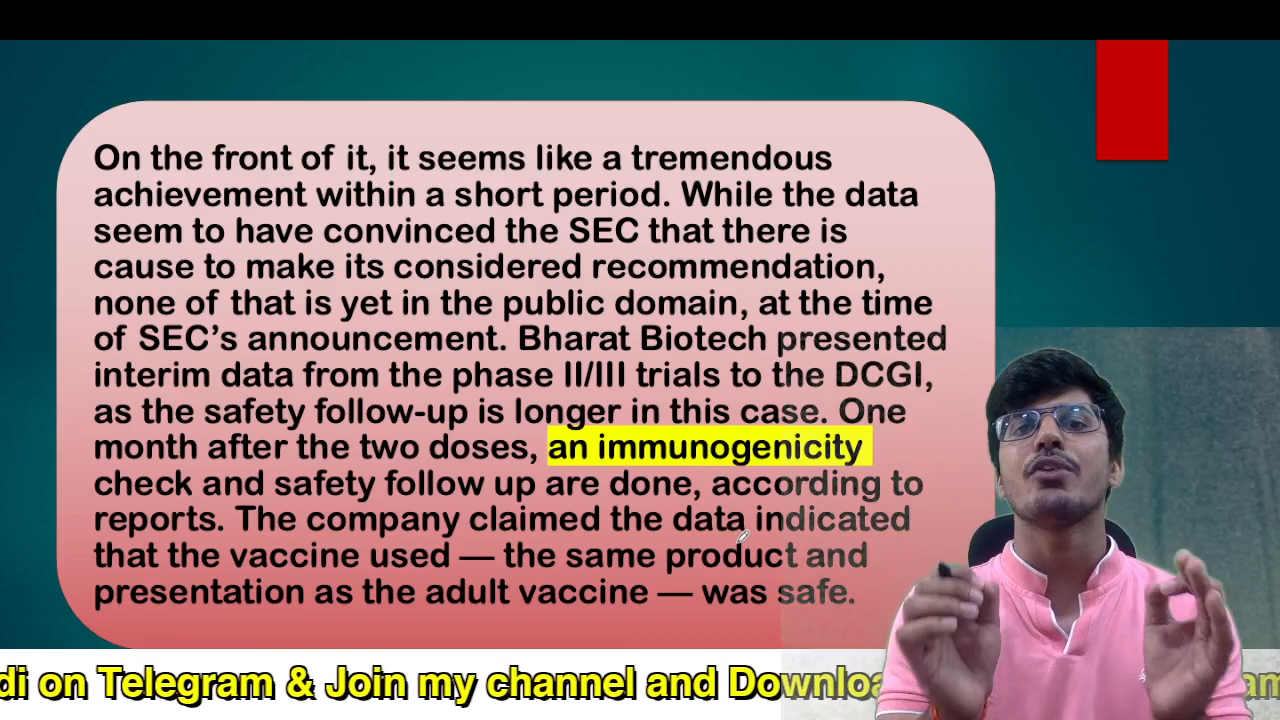 On the front of it, it seems like a tremendous
achievement within a short period. While the data
seem to have convinced the SEC that there is
cause to make its considered recommendation,
none of that is yet in the public domain, at the time
of SEC’s announcement. Bharat Biotech presented
interim data from the phase II/III trials to the DCGI,
as the safety follow-up is longer in this case. One
month after the two doses, an immunogenicity
check and safety follow up are done, according to
reports. The company claimed the data indicated
that the vaccine used — the same product and
presentation as the adult vaccine — was safe.
on Telegram & Join my channel and